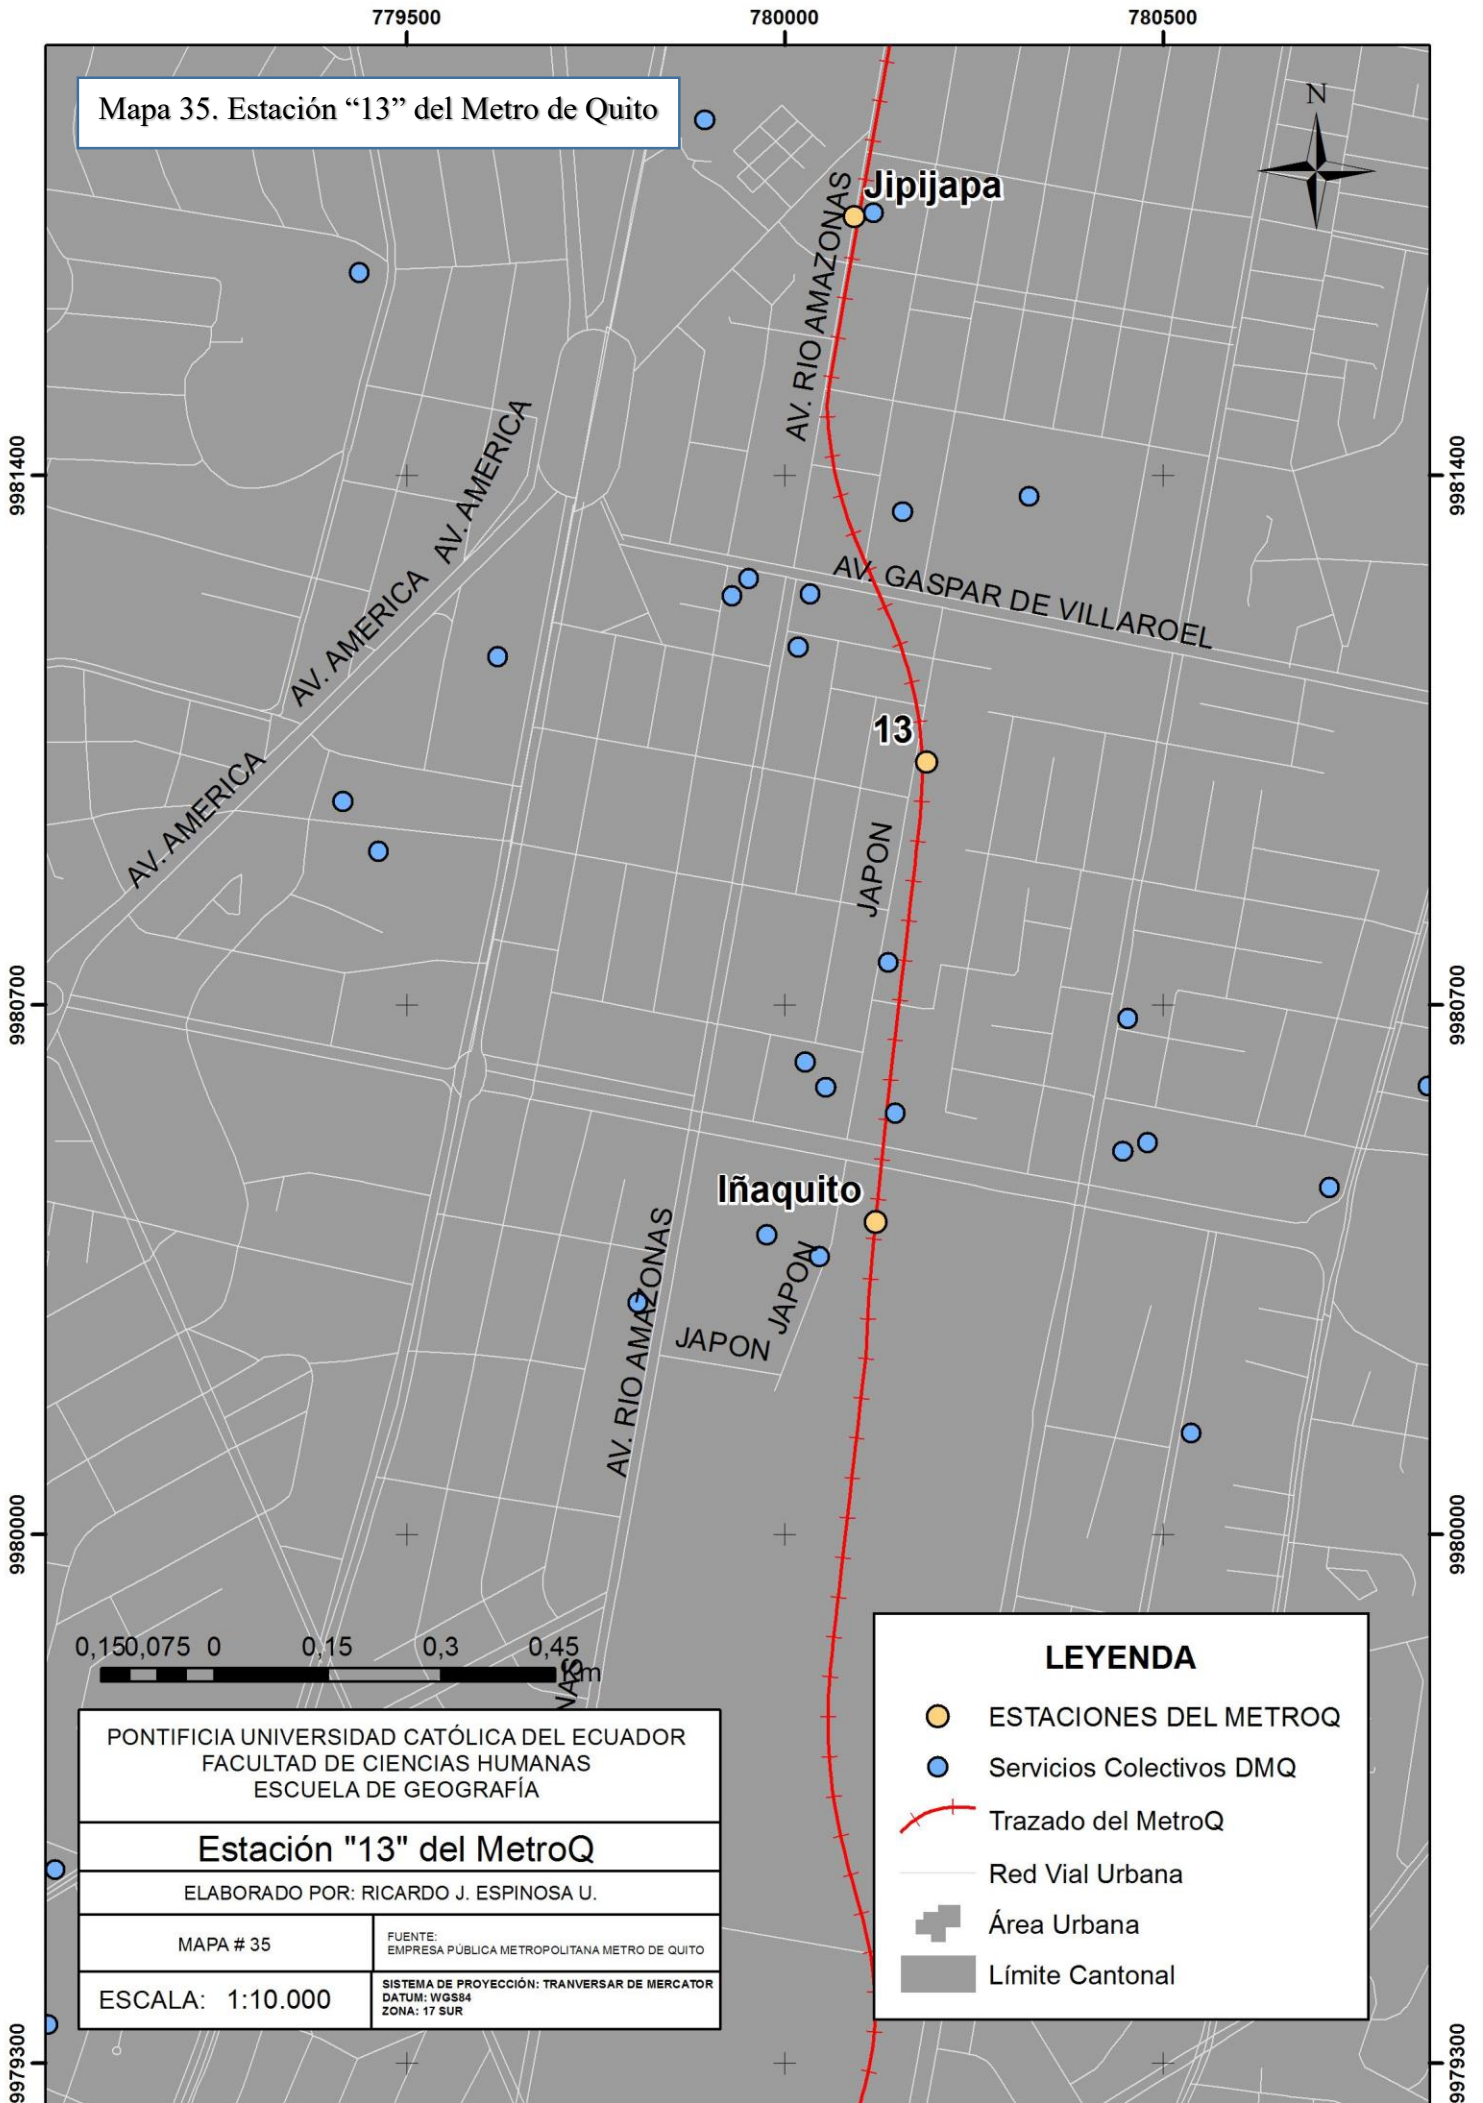 779500
780000
780500
Mapa 35. Estación “13” del Metro de Quito
N
Jipijapa
AV. RIO AMAZONAS
AV. AMERICA
9981400
9981400
AV. GASPAR DE VILLAROEL
AV. AMERICA
13
AV. AMERICA
JAPON
9980700
9980700
Iñaquito
AV. RIO AMAZONAS
JAPON
JAPON
9980000
9980000
0,150,075 0 0,15 0,3 0,45
Km
NAS
LEYENDA
ESTACIONES DEL METROQ
Servicios Colectivos DMQ
Trazado del MetroQ
Red Vial Urbana
Área Urbana
Límite Cantonal
PONTIFICIA UNIVERSIDAD CATÓLICA DEL ECUADOR
FACULTAD DE CIENCIAS HUMANAS
ESCUELA DE GEOGRAFÍA
Estación "13" del MetroQ
ELABORADO POR: RICARDO J. ESPINOSA U.
MAPA # 35
FUENTE:
EMPRESA PÚBLICA METROPOLITANA METRO DE QUITO
ESCALA: 1:10.000
SISTEMA DE PROYECCIÓN: TRANVERSAR DE MERCATOR
DATUM: WGS84
ZONA: 17 SUR
9979300
9979300